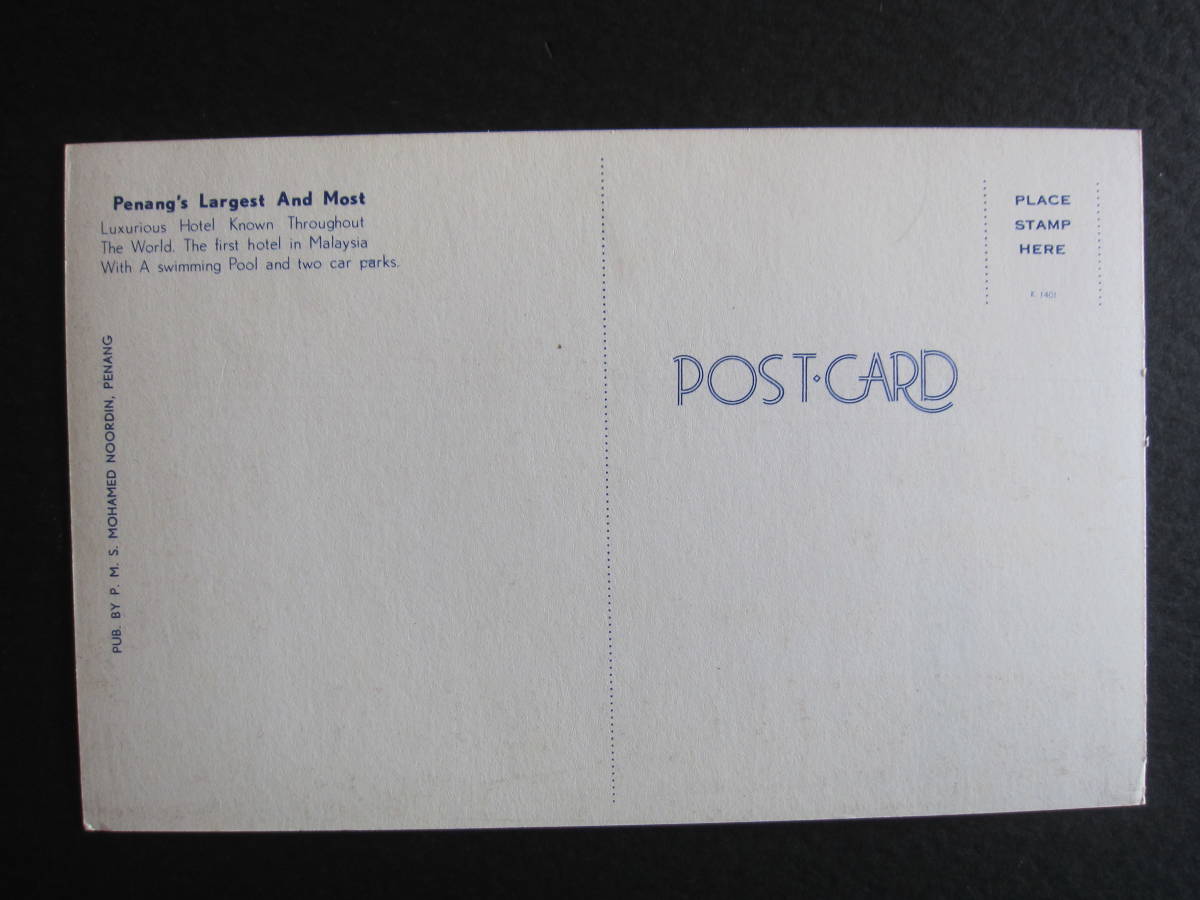 Penang's Largest And Most
Luxurious Hotel Known Throughout
The World. The first hotel in Malaysia
With A swimming Pool and two car parks.
PUB. BY P. M. S. MOHAMED NOORDIN, PENANG
PLACE
STAMP
HERE
K 1401
POST·CARD